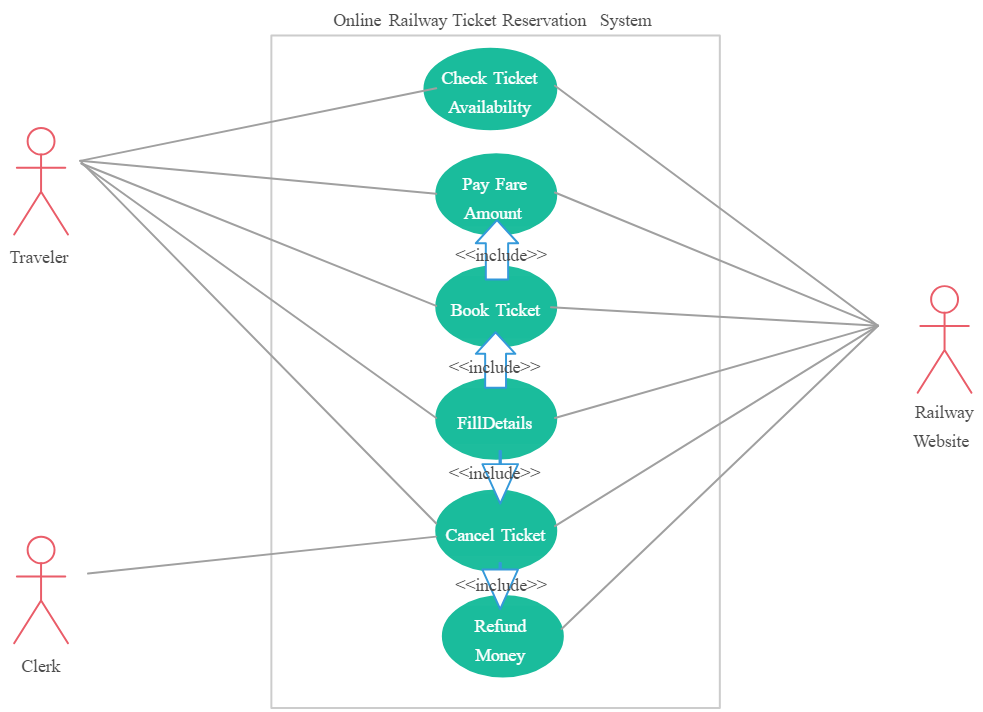 Online Railway Ticket Reservation System
Check Ticket
Availability
Pay Fare
Amount
<<include>>
Traveler
Book Ticket
<<include>>
FillDetails
Railway
Website
<<include>>
Cancel Ticket
<<include>>
Refund
Money
Clerk